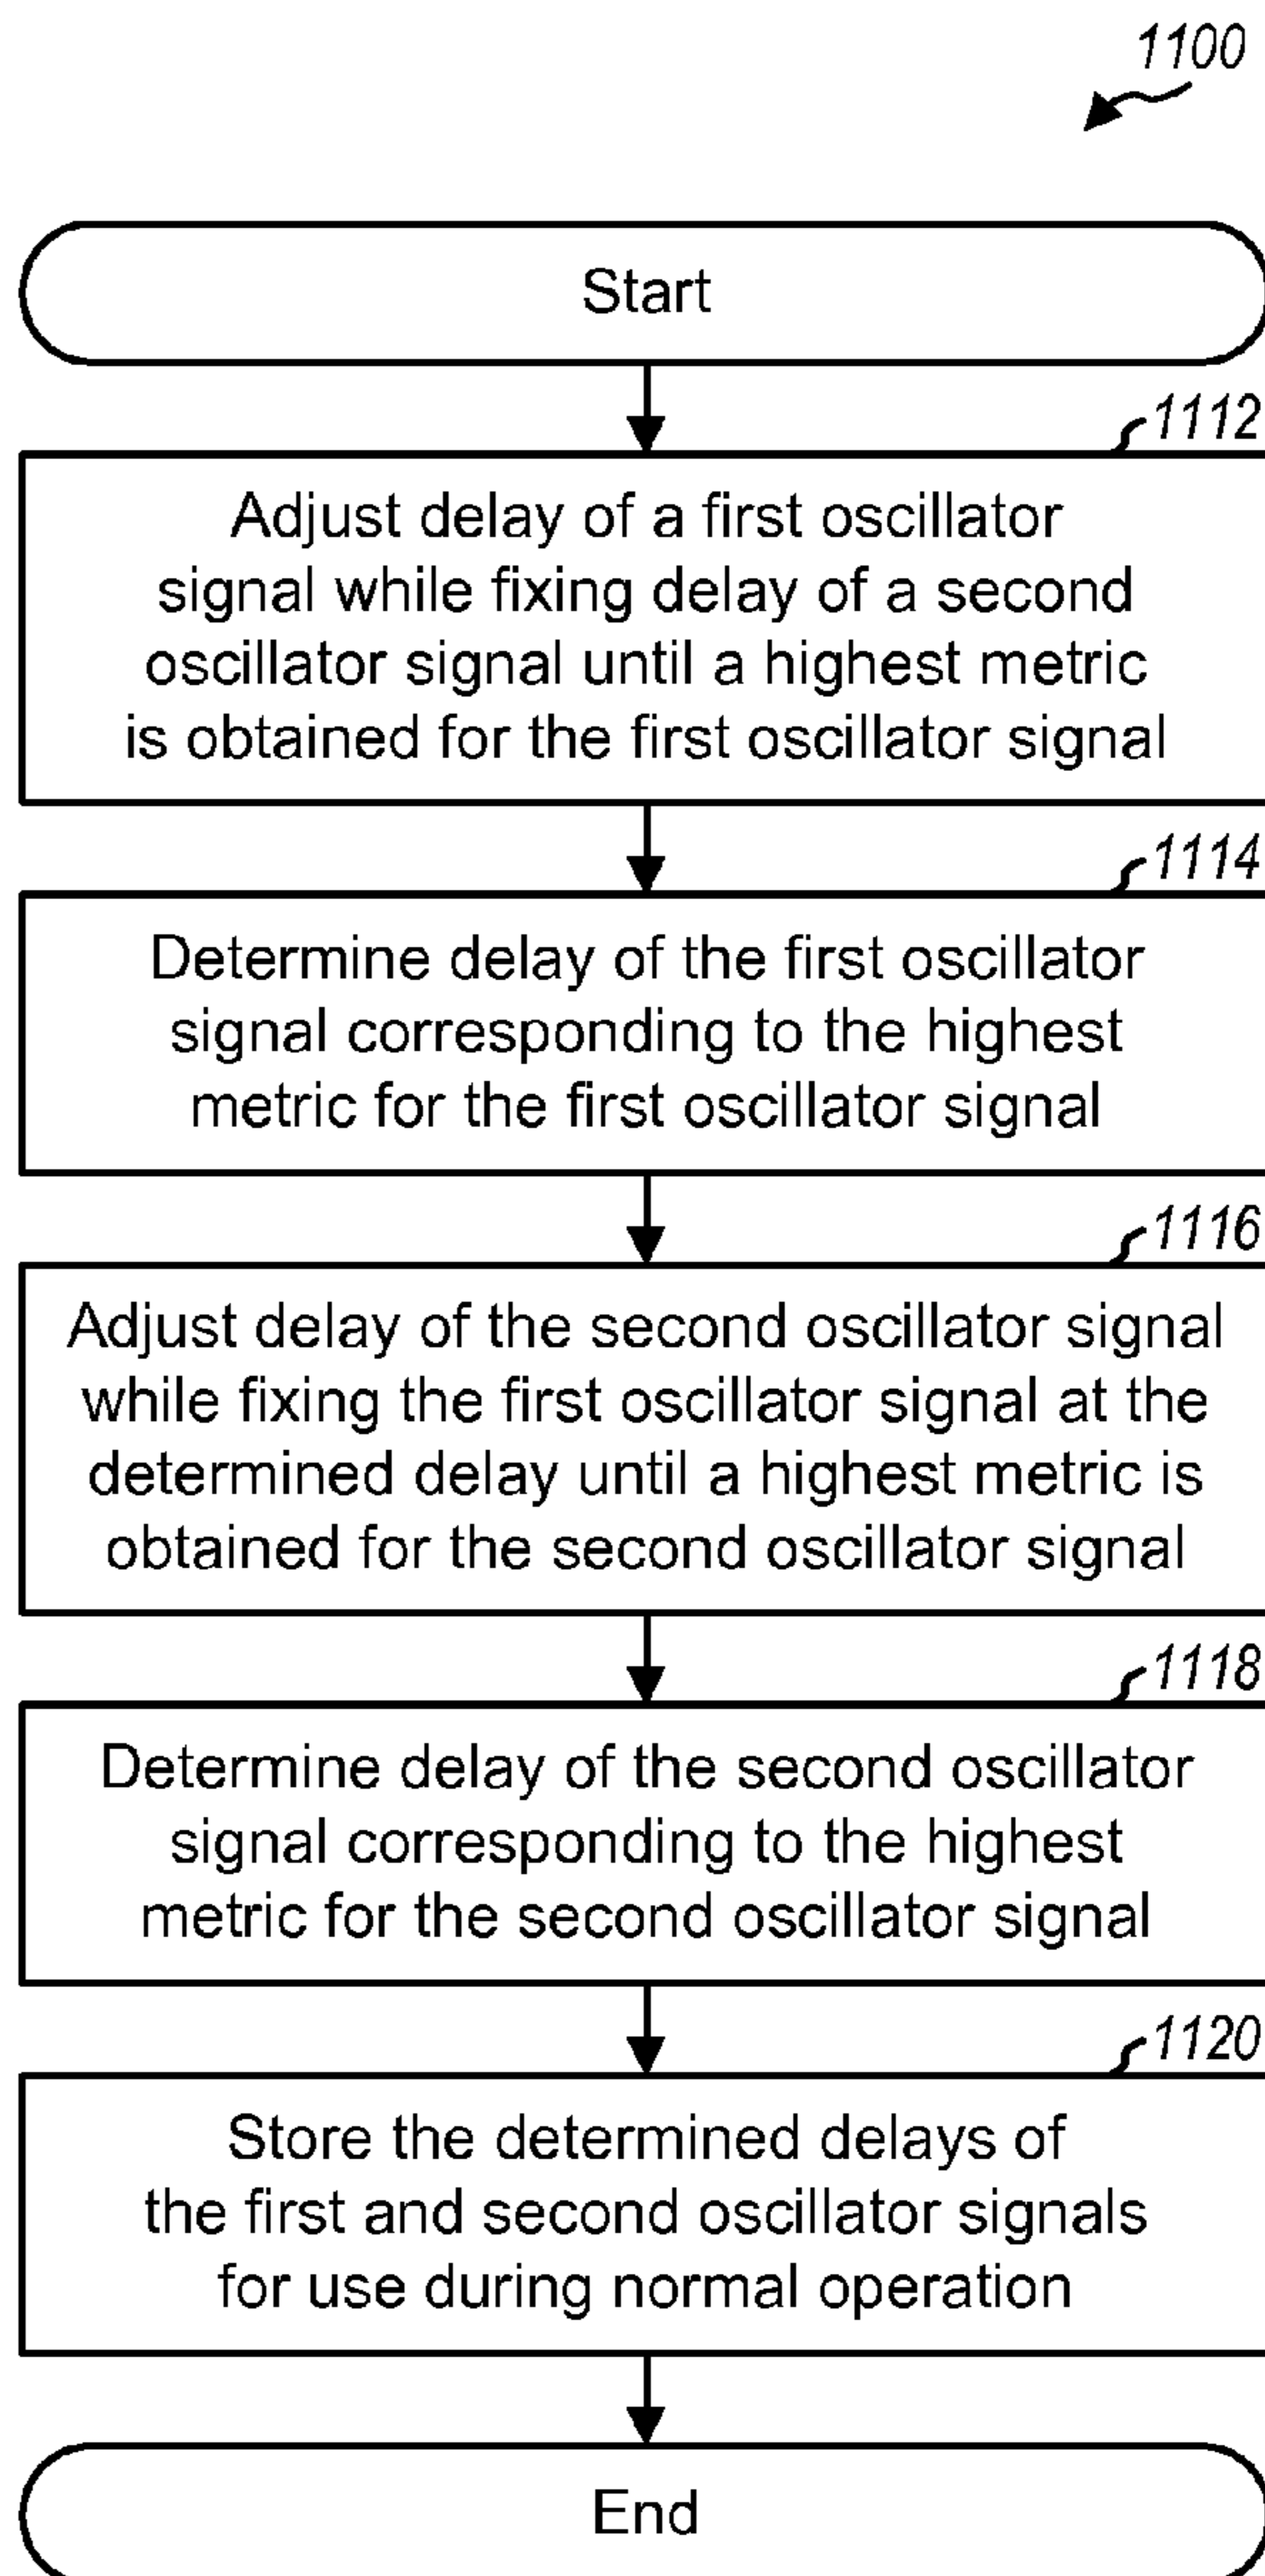 1100
Start
1112
Adjust delay of a first oscillator
signal while fixing delay of a second
oscillator signal until a highest metric
is obtained for the first oscillator signal
1114
Determine delay of the first oscillator
signal corresponding to the highest
metric for the first oscillator signal
1116
Adjust delay of the second oscillator signal
while fixing the first oscillator signal at the
determined delay until a highest metric is
obtained for the second oscillator signal
1118
Determine delay of the second oscillator
signal corresponding to the highest
metric for the second oscillator signal
1120
Store the determined delays of
the first and second oscillator signals
for use during normal operation
End